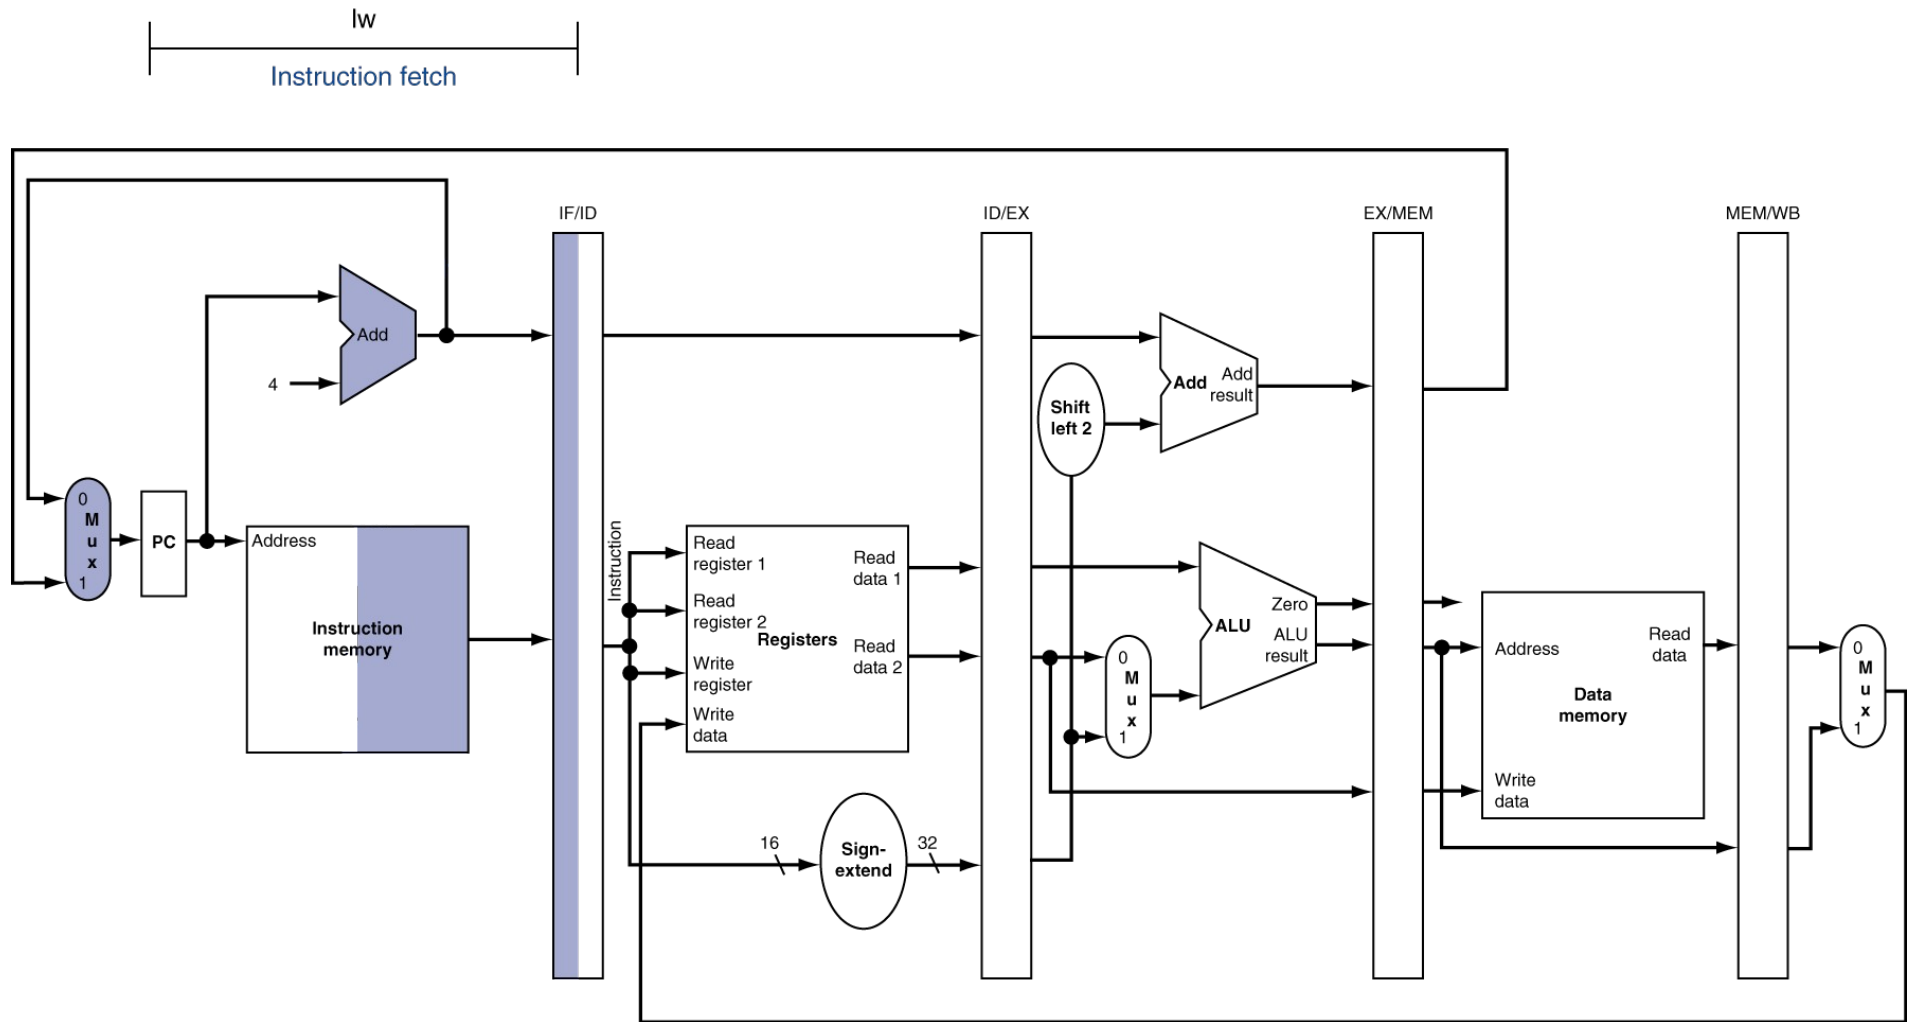 lw
Instruction fetch
IF/ID
ID/EX
EX/MEM
MEM/WB
Add
4
Add
Add
result
Shift
left 2
0
M
u
x
1
PC
Address
Instruction
memory
Instruction
Read
register 1
Read
register 2
Write
register
Write
data
Registers
Read
data 1
Read
data 2
16
Sign-
extend
32
0
M
u
x
1
ALU
Zero
ALU
result
Address
Read
data
Data
memory
Write
data
0
M
u
x
1